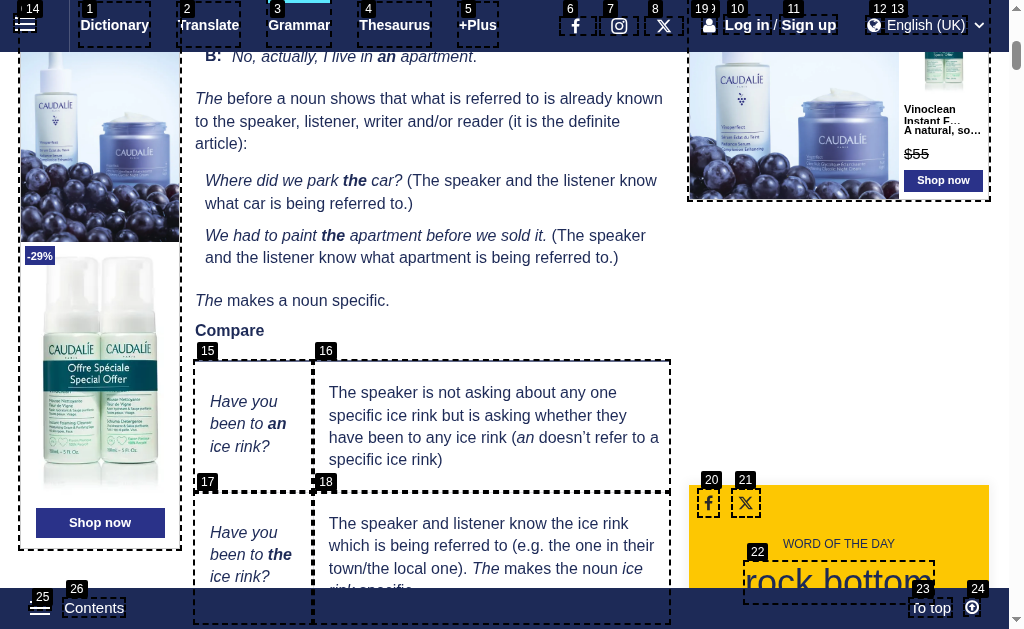 14 1 2 3 4 5 6 7 8 19 10 11 12 13
Dictionary Translate Grammar Thesaurus +Plus Log in / Sign up English (UK)
B: No, actually, I live in an apartment.
The before a noun shows that what is referred to is already known
to the speaker, listener, writer and/or reader (it is the definite
article):
Where did we park the car? (The speaker and the listener know
what car is being referred to.)
We had to paint the apartment before we sold it. (The speaker
and the listener know what apartment is being referred to.)
The makes a noun specific.
Compare
15 16
Have you
been to an
ice rink?
The speaker is not asking about any one
specific ice rink but is asking whether they
have been to any ice rink (an doesn’t refer to a
specific ice rink)
17 18
Have you
been to the
ice rink?
The speaker and listener know the ice rink
which is being referred to (e.g. the one in their
town/the local one). The makes the noun ice
rink specific.
CAUDALIE
CAUDALIE
-29%
CAUDALIE CAUDALIE
Offre Spéciale
Special Offer
Shop now
CAUDALIE
CAUDALIE
Vinoclean
Instant F…
A natural, so…
$55
Shop now
20 21
WORD OF THE DAY
22
rock bottom
25 26 23 24
Contents To top